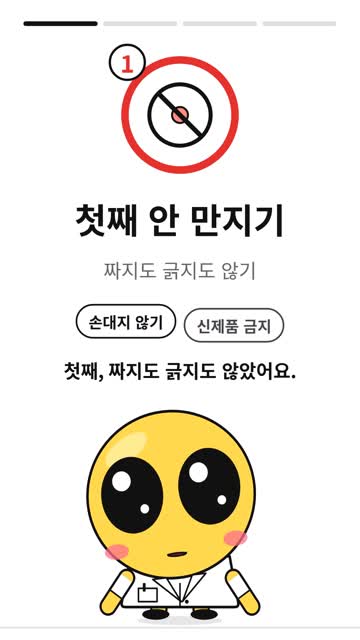 1
첫째 안 만지기
짜지도 긁지도 않기
손대지 않기
신제품 금지
첫째, 짜지도 긁지도 않았어요.